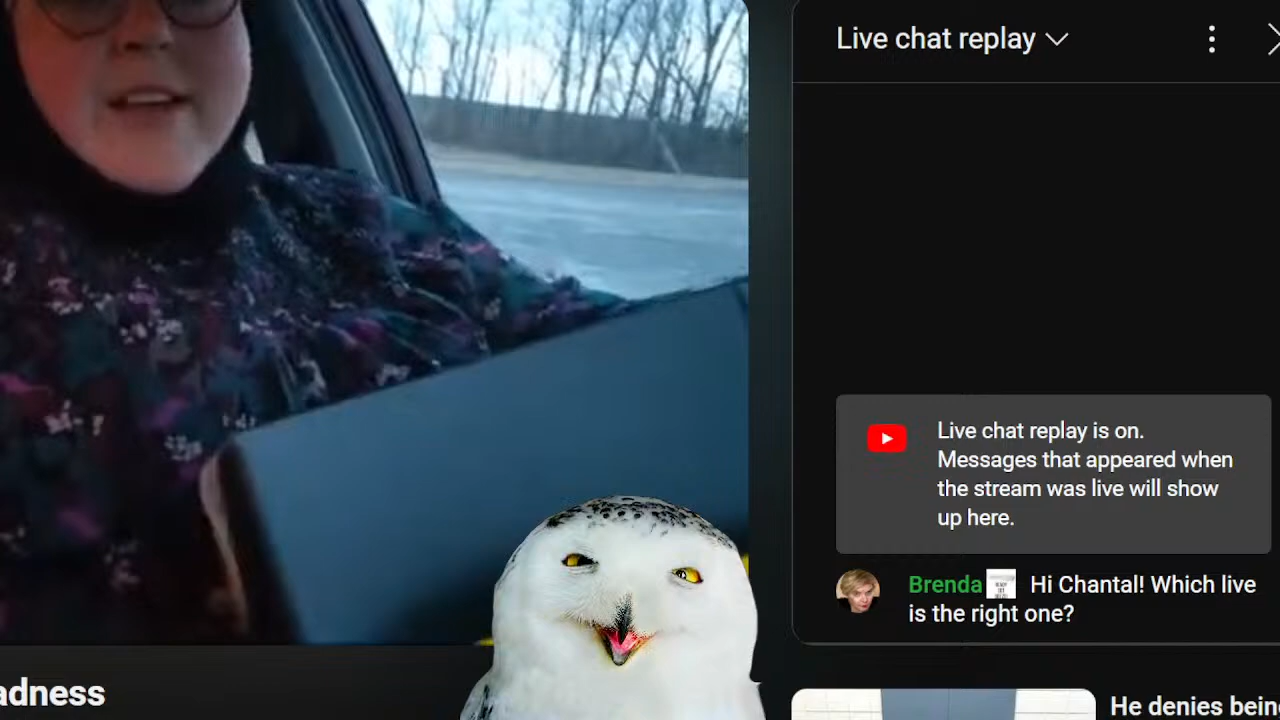 Live chat replay
Live chat replay is on.
Messages that appeared when
the stream was live will show
up here.
Brenda Hi Chantal! Which live
is the right one?
adness
He denies bein